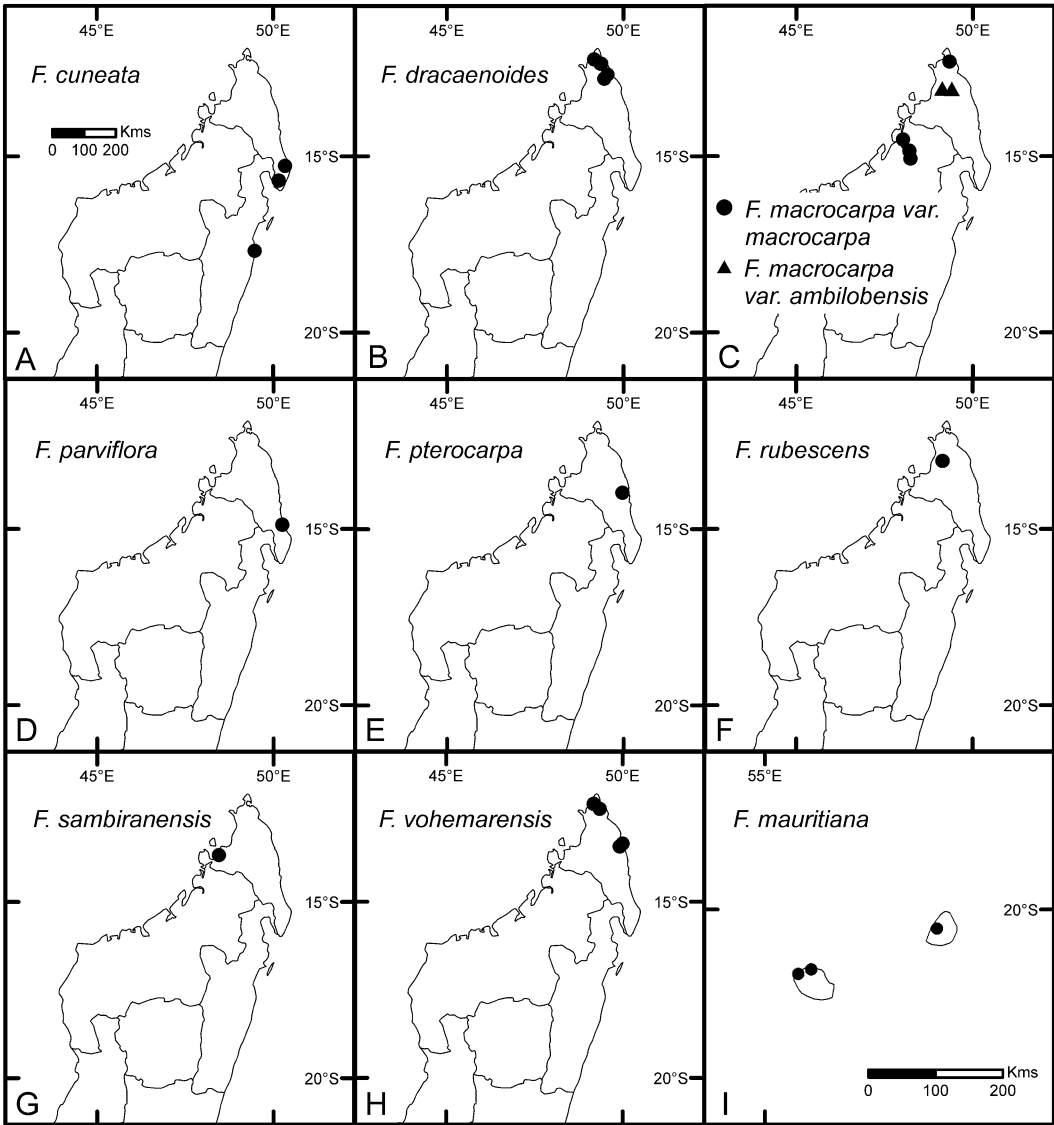 45°E 50°E
F. cuneata
Kms
0 100 200
15°S
20°S
A
45°E 50°E
F. dracaenoides
15°S
20°S
B
45°E 50°E
15°S
F. macrocarpa var.
macrocarpa
F. macrocarpa
var. ambilobensis
20°S
C
45°E 50°E
F. parviflora
15°S
20°S
D
45°E 50°E
F. pterocarpa
15°S
20°S
E
45°E 50°E
F. rubescens
15°S
20°S
F
45°E 50°E
F. sambiranensis
15°S
20°S
G
45°E 50°E
F. vohemarensis
15°S
20°S
H
55°E
F. mauritiana
20°S
Kms
0 100 200
I